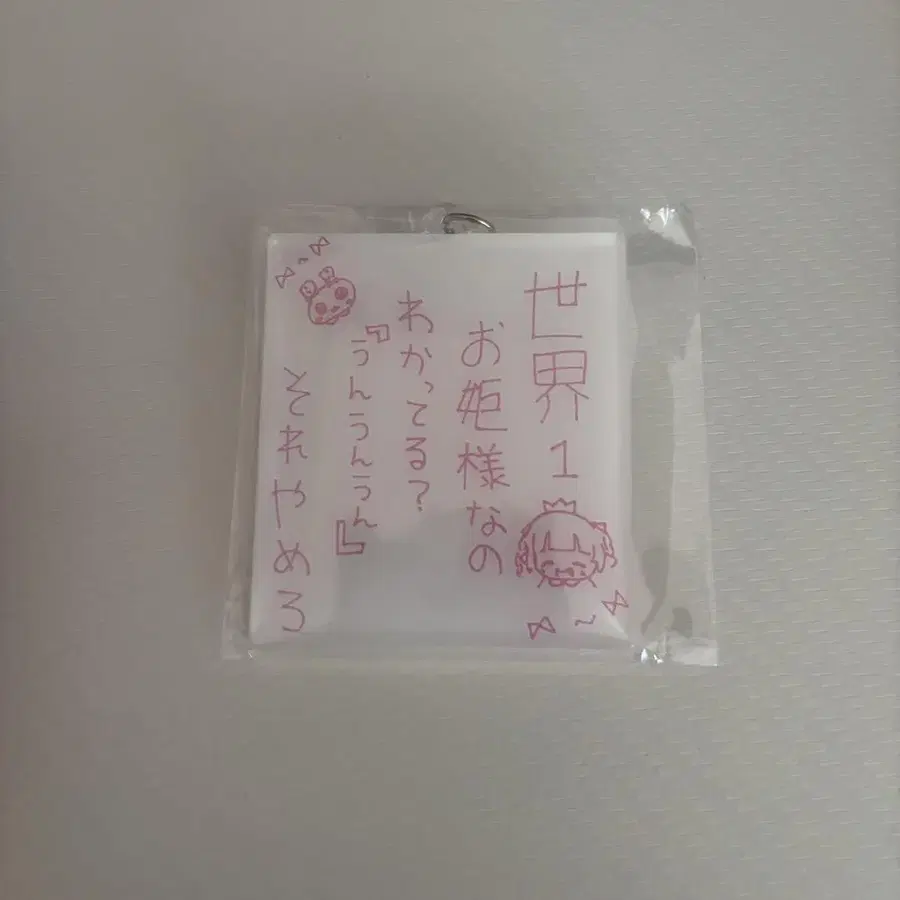 世界1
お姫様なの
わかってる?
『うんうんうん』
それやめろ